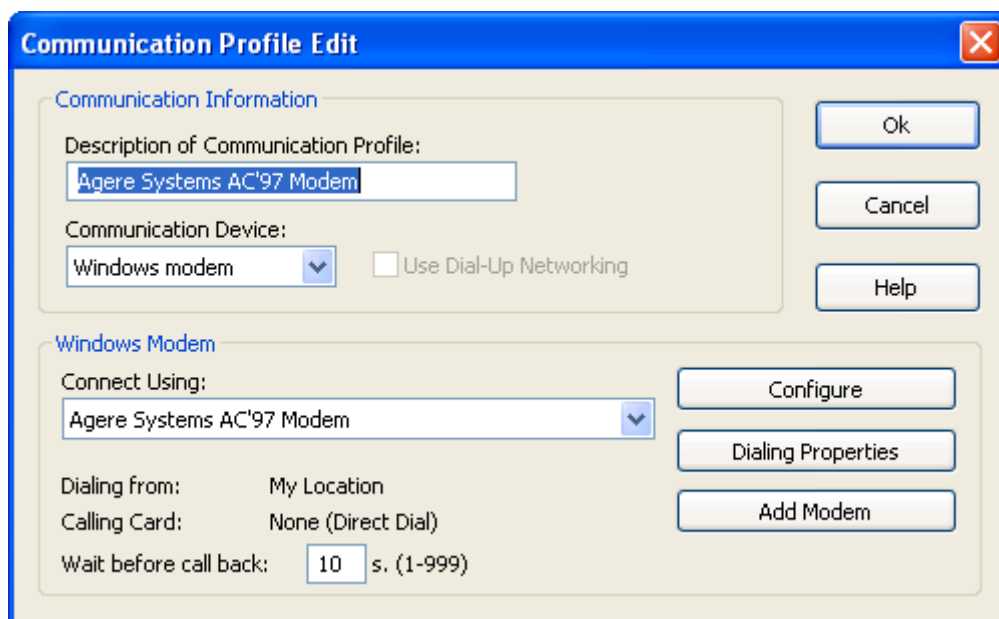 Communication Profile Edit
Communication Information
Description of Communication Profile:
Agere Systems AC'97 Modem
Communication Device:
Windows modem
Use Dial-Up Networking
Ok
Cancel
Help
Windows Modem
Connect Using:
Agere Systems AC'97 Modem
Dialing from: My Location
Calling Card: None (Direct Dial)
Wait before call back: 10 s. (1-999)
Configure
Dialing Properties
Add Modem